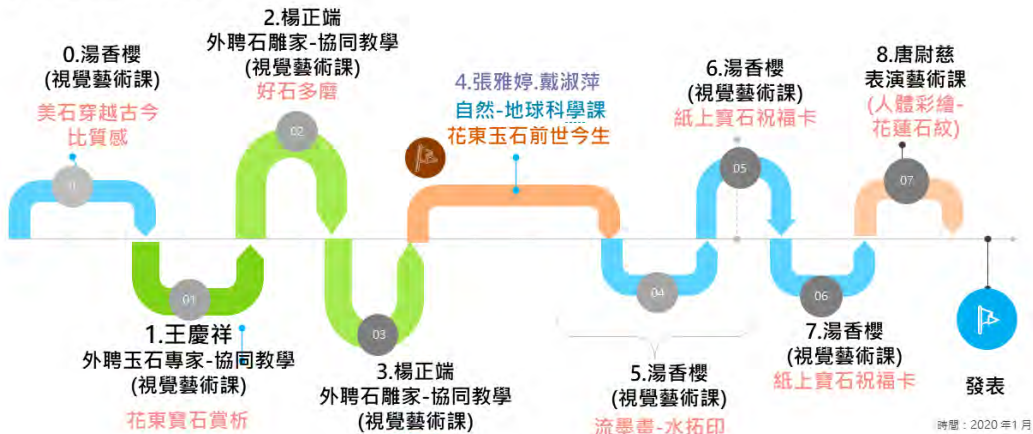 0.湯香櫻
(視覺藝術課)
美石穿越古今
比質感
0
1.王慶祥
外聘玉石專家-協同教學
(視覺藝術課)
花東寶石賞析
01
2.楊正端
外聘石雕家-協同教學
(視覺藝術課)
好石多磨
02
3.楊正端
外聘石雕家-協同教學
(視覺藝術課)
03
4.張雅婷.戴淑萍
自然-地球科學課
花東玉石前世今生
5.湯香櫻
(視覺藝術課)
流墨畫-水拓印
04
6.湯香櫻
(視覺藝術課)
紙上寶石祝福卡
05
7.湯香櫻
(視覺藝術課)
紙上寶石祝福卡
06
8.唐尉慈
表演藝術課
(人體彩繪-
花蓮石紋)
07
發表
時間：2020 年1 月